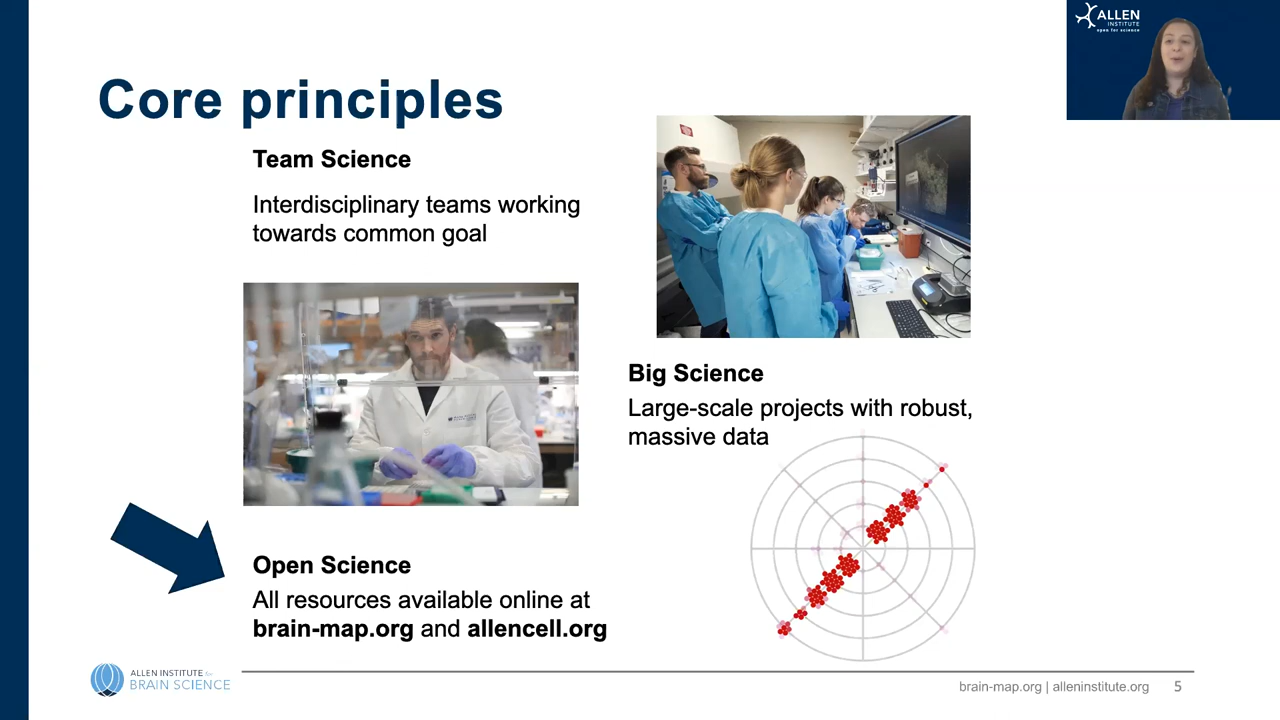 ALLEN
INSTITUTE
open for science
Core principles
Team Science
Interdisciplinary teams working
towards common goal
Big Science
Large-scale projects with robust,
massive data
Open Science
All resources available online at
brain-map.org and allencell.org
ALLEN INSTITUTE for
BRAIN SCIENCE
brain-map.org | alleninstitute.org 5